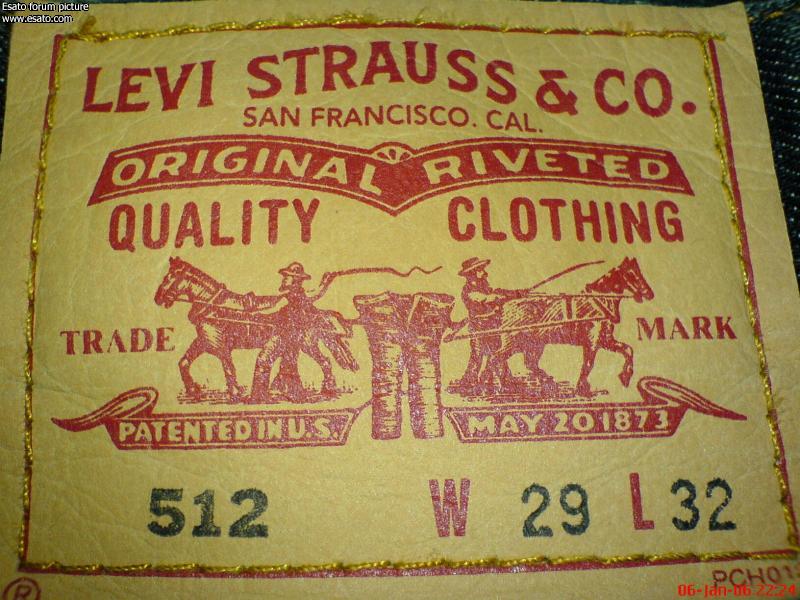 Esato forum picture
www.esato.com
LEVI STRAUSS & CO.
SAN FRANCISCO. CAL.
ORIGINAL RIVETED
QUALITY CLOTHING
TRADE MARK
PATENTED IN U.S. MAY 20 1873
512 W 29 L 32
®
06-Jan-06 22:24